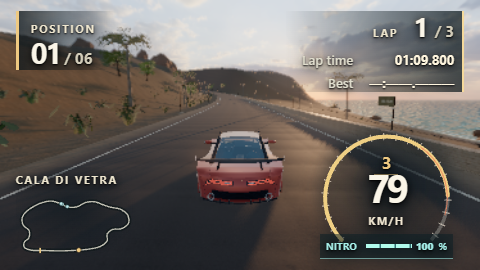 POSITION
01 / 06
LAP 1 / 3
Lap time 01:09.800
Best
CALA DI VETRA
3
79
KM/H
NITRO 100 %